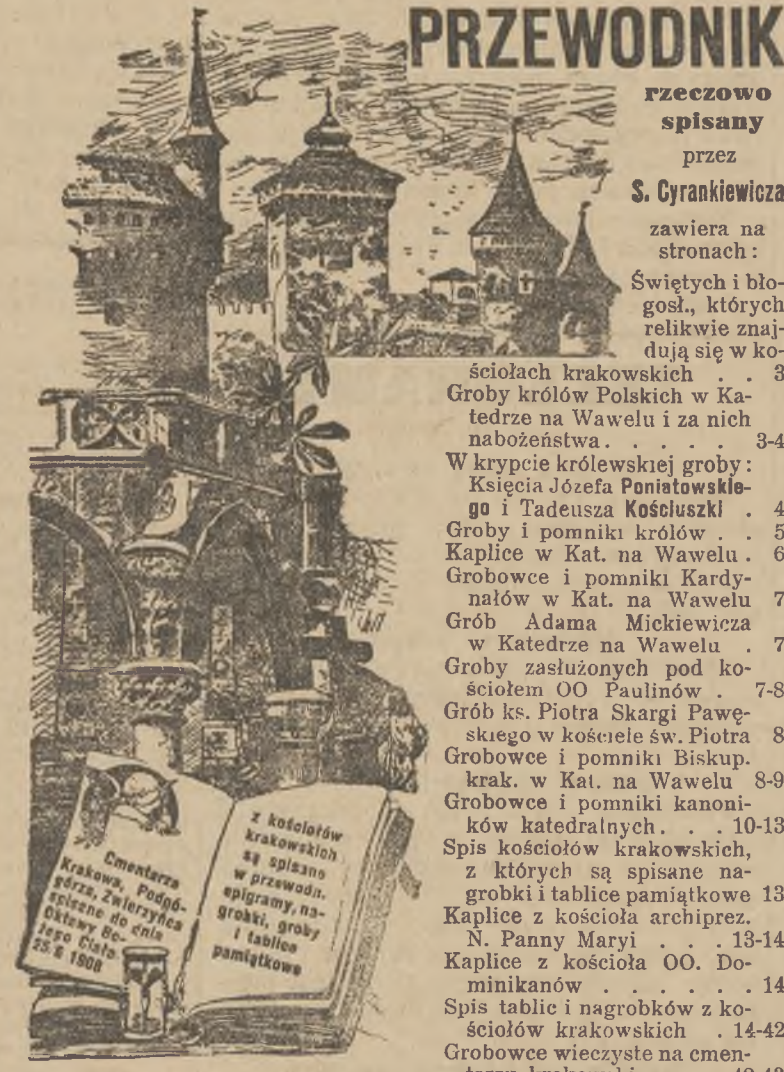 PRZEWODNIK
rzeczowo
spisany
przez
S. Cyrankiewicza
zawiera na
stronach :
Świętych i bło-
gosł., których
relikwie znaj-
dują się w ko-
ściołach krakowskich . . 3
Groby królów Polskich w Ka-
tedrze na Wawelu i za nich
nabożeństwa. . . . . 3-4
W krypcie królewskiej groby :
Księcia Józefa Poniatowskie-
go i Tadeusza Kościuszki . 4
Groby i pomniki królów . . 5
Kaplice w Kat. na Wawelu . 6
Grobowce i pomniki Kardy-
nałów w Kat. na Wawelu 7
Grób Adama Mickiewicza
w Katedrze na Wawelu . 7
Groby zasłużonych pod ko-
ściołem OO Paulinów . 7-8
Grób ks. Piotra Skargi Pawę-
skiego w kościele św. Piotra 8
Grobowce i pomniki Biskup.
krak. w Kat. na Wawelu 8-9
Grobowce i pomniki kanoni-
ków katedralnych. . . . 10-13
Spis kościołów krakowskich,
z których są spisane na-
grobki i tablice pamiątkowe 13
Kaplice z kościoła archiprez.
N. Panny Maryi . . . 13-14
Kaplice z kościoła OO. Do-
minikanów . . . . . . 14
Spis tablic i nagrobków z ko-
ściołów krakowskich . 14-42
Grobowce wieczyste na cmen-
Cmentarza
Krakowa, Podgó-
rza, Zwierzyńca
spisane do dnia
Oktawy Bo-
żego Ciała
25.6 1908
z kościołów
krakowskich
są spisane
w przewodn.
epigramy, na-
grobki, groby
i tablice
pamiątkowe